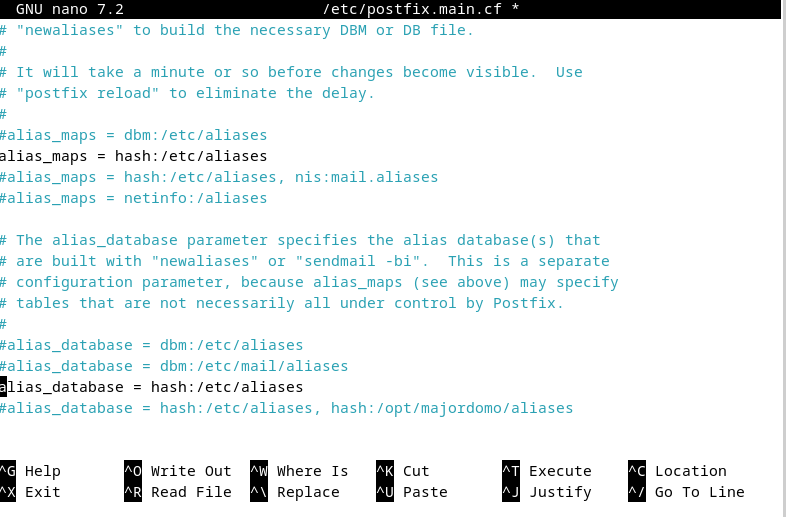 GNU nano 7.2 /etc/postfix.main.cf *
# "newaliases" to build the necessary DBM or DB file.
#
# It will take a minute or so before changes become visible.  Use
# "postfix reload" to eliminate the delay.
#
#alias_maps = dbm:/etc/aliases
alias_maps = hash:/etc/aliases
#alias_maps = hash:/etc/aliases, nis:mail.aliases
#alias_maps = netinfo:/aliases
# The alias_database parameter specifies the alias database(s) that
# are built with "newaliases" or "sendmail -bi".  This is a separate
# configuration parameter, because alias_maps (see above) may specify
# tables that are not necessarily all under control by Postfix.
#
#alias_database = dbm:/etc/aliases
#alias_database = dbm:/etc/mail/aliases
alias_database = hash:/etc/aliases
#alias_database = hash:/etc/aliases, hash:/opt/majordomo/aliases
^G Help ^O Write Out ^W Where Is ^K Cut ^T Execute ^C Location
^X Exit ^R Read File ^\ Replace ^U Paste ^J Justify ^/ Go To Line